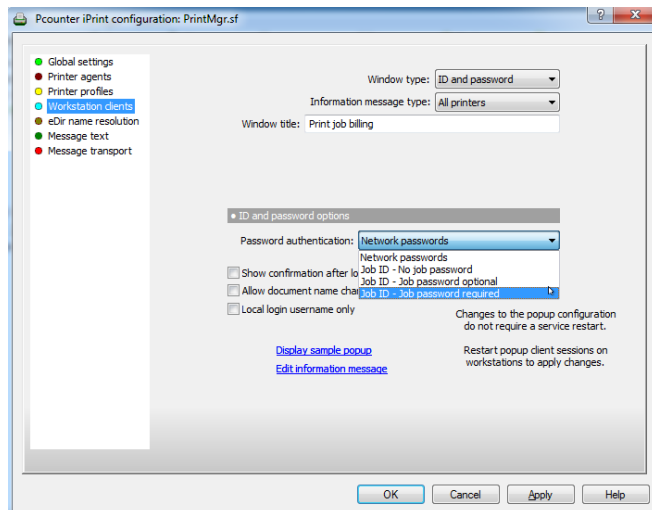 Pcounter iPrint configuration: PrintMgr.sf
Global settings
Printer agents
Printer profiles
Workstation clients
eDir name resolution
Message text
Message transport
Window type: ID and password
Information message type: All printers
Window title: Print job billing
• ID and password options
Password authentication: Network passwords
Network passwords
Job ID - No job password
Job ID - Job password optional
Job ID - Job password required
Show confirmation after lo
Allow document name cha
Local login username only
Changes to the popup configuration
do not require a service restart.
Display sample popup
Edit information message
Restart popup client sessions on
workstations to apply changes.
OK Cancel Apply Help